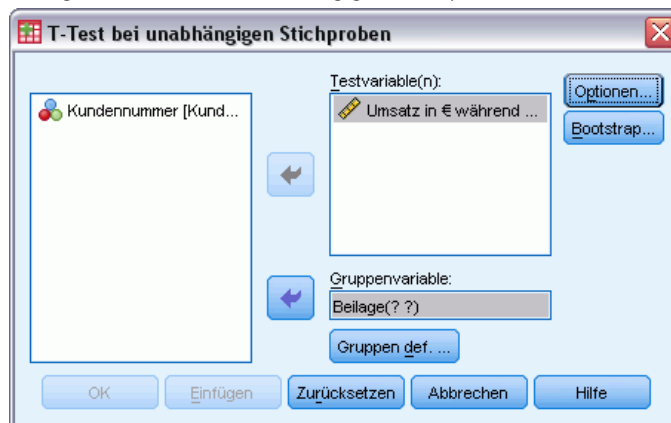 T-Test bei unabhängigen Stichproben
Testvariable(n):
Kundennummer [Kund...
Umsatz in € während ...
Optionen...
Bootstrap...
Gruppenvariable:
Beilage(? ?)
Gruppen def. ...
OK
Einfügen
Zurücksetzen
Abbrechen
Hilfe